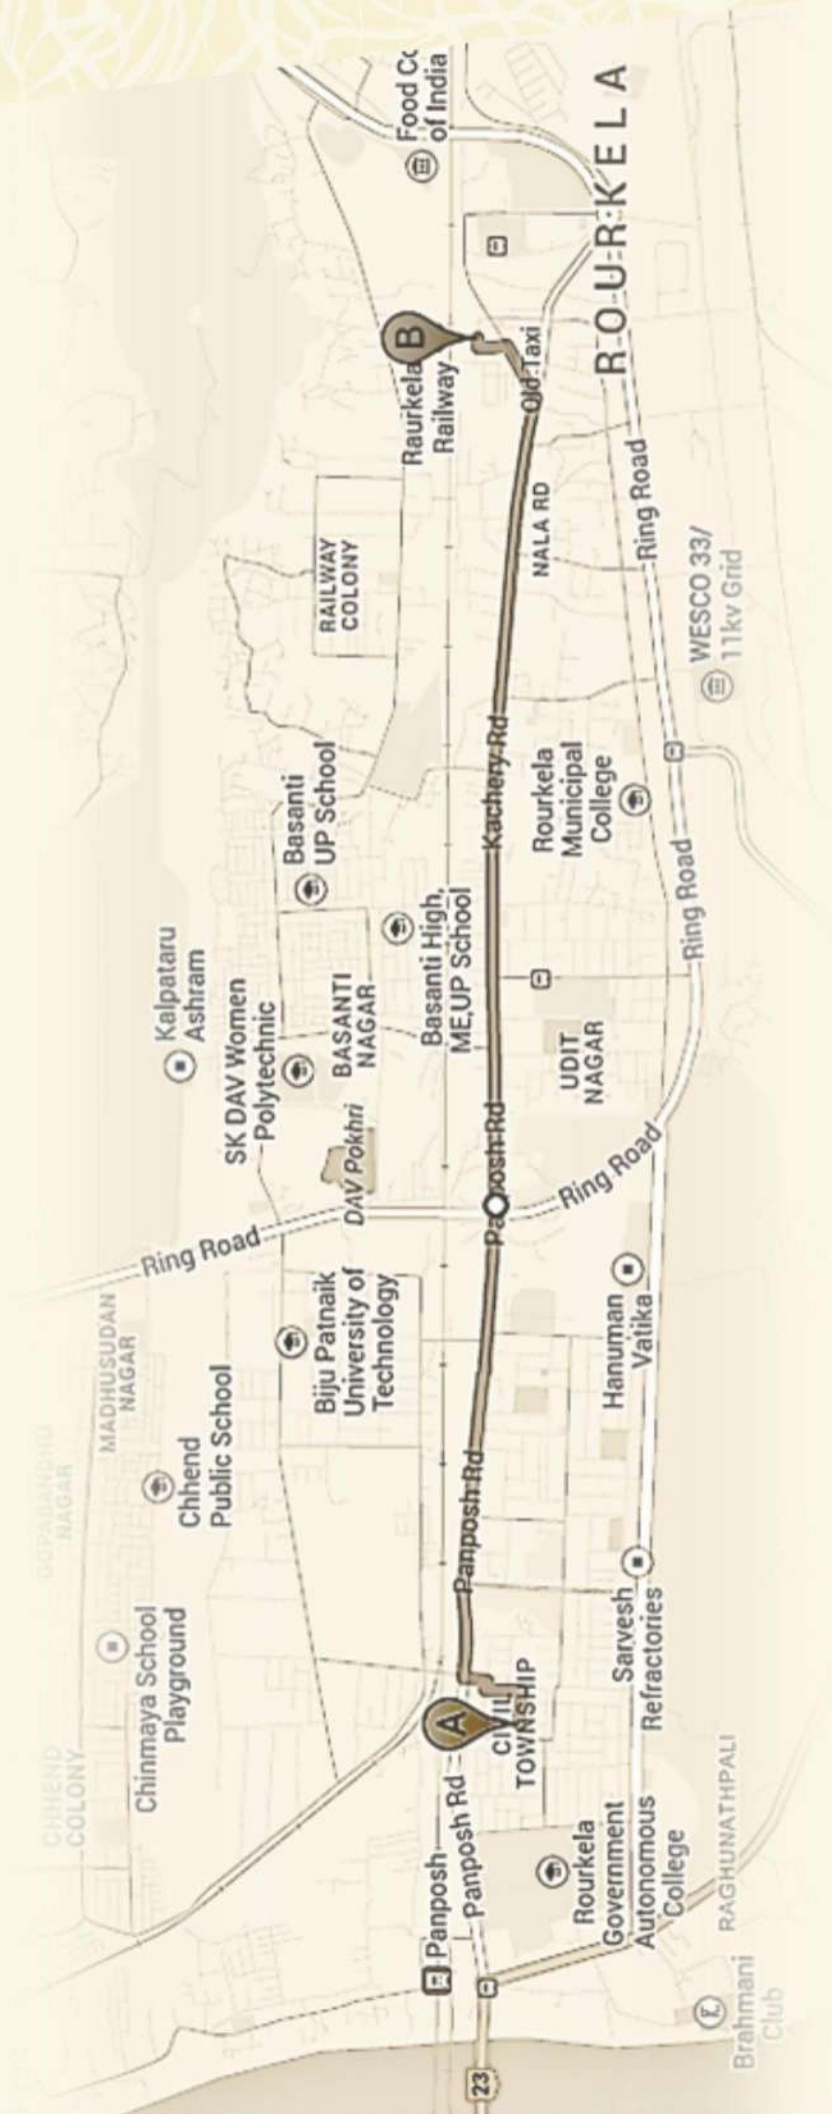 GOPABANDHU
NAGAR
CHHEND
COLONY
MADHUSUDAN
NAGAR
Chinmaya School
Playground
Chhend
Public School
Kalpataru
Ashram
Ring Road
SK DAV Women
Polytechnic
Basanti
UP School
RAILWAY
COLONY
Biju Patnaik
University of
Technology
DAV Pokhri
BASANTI
NAGAR
Basanti High,
ME,UP School
Raurkela
Railway
B
Food Co
of India
Panposh
A
Panposh Rd
Panposh Rd
Panposh Rd
Kachery Rd
Old Taxi
NALA RD
23
CIVIL
TOWNSHIP
UDIT
NAGAR
Rourkela
Municipal
College
ROURKELA
Rourkela
Government
Autonomous
College
Sarvesh
Refractories
Hanuman
Vatika
Ring Road
Ring Road
Ring Road
WESCO 33/
11kv Grid
RAGHUNATHPALI
Brahmani
Club